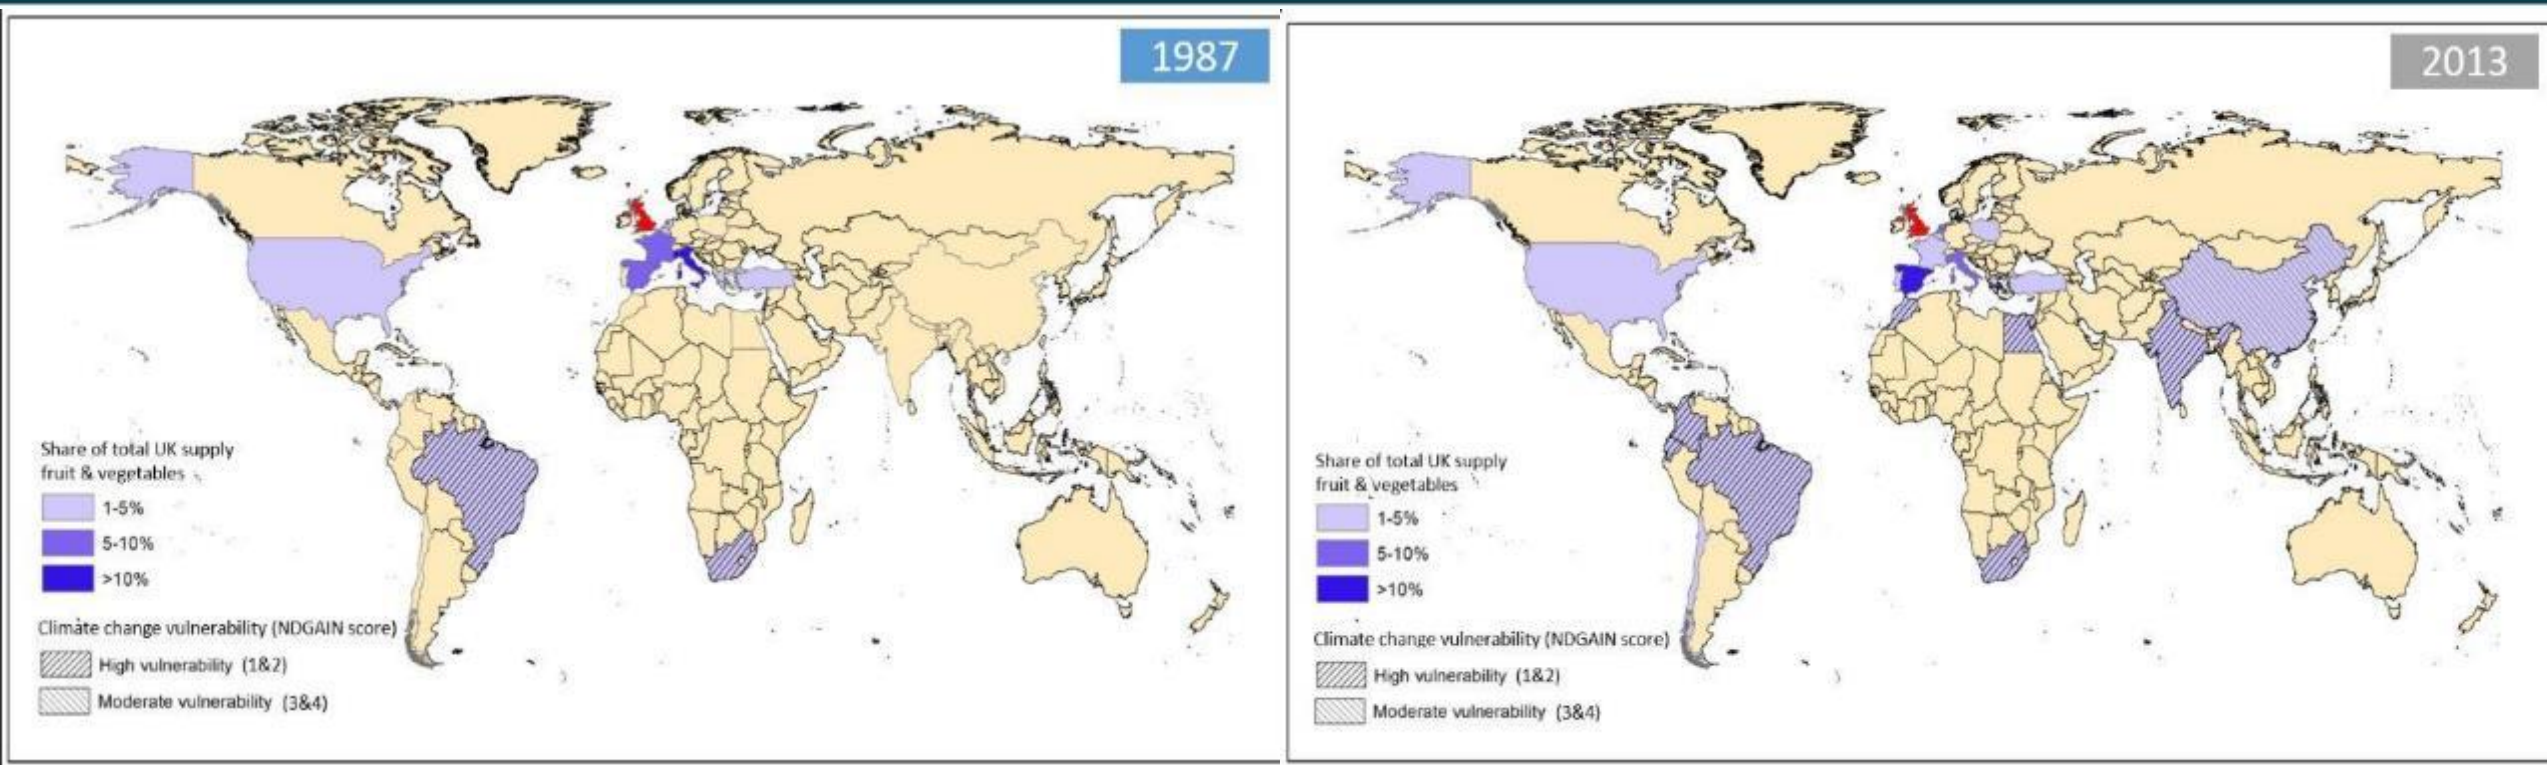 1987
Share of total UK supply
fruit & vegetables
1-5%
5-10%
>10%
Climate change vulnerability (NDGAIN score)
High vulnerability (1&2)
Moderate vulnerability (3&4)
2013
Share of total UK supply
fruit & vegetables
1-5%
5-10%
>10%
Climate change vulnerability (NDGAIN score)
High vulnerability (1&2)
Moderate vulnerability (3&4)